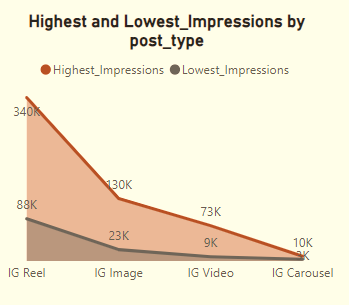 Highest and Lowest_Impressions by
post_type
Highest_Impressions Lowest_Impressions
340K
130K
88K
73K
23K
9K
10K
IG Reel IG Image IG Video IG Carousel